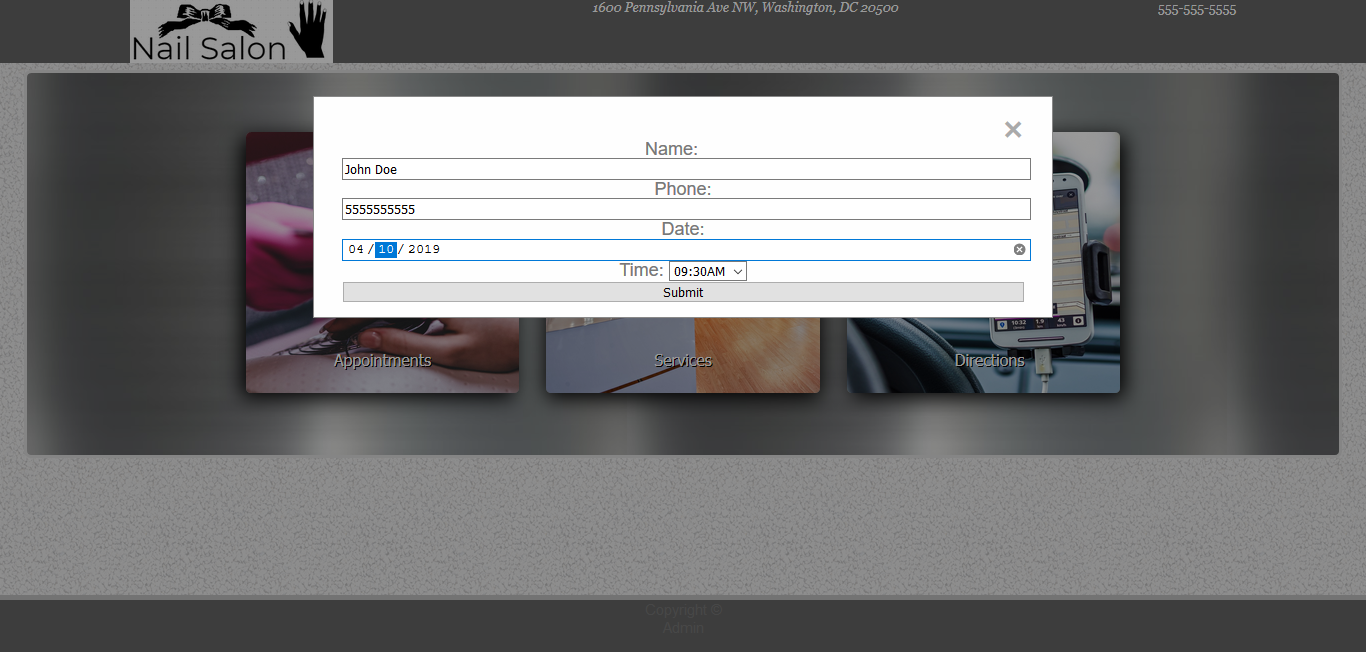 1600 Pennsylvania Ave NW, Washington, DC 20500
555-555-5555
Nail Salon
×
Name:
John Doe
Phone:
5555555555
Date:
04 / 10 / 2019
Time: 09:30AM
Submit
Appointments
Services
Directions
Copyright ©
Admin